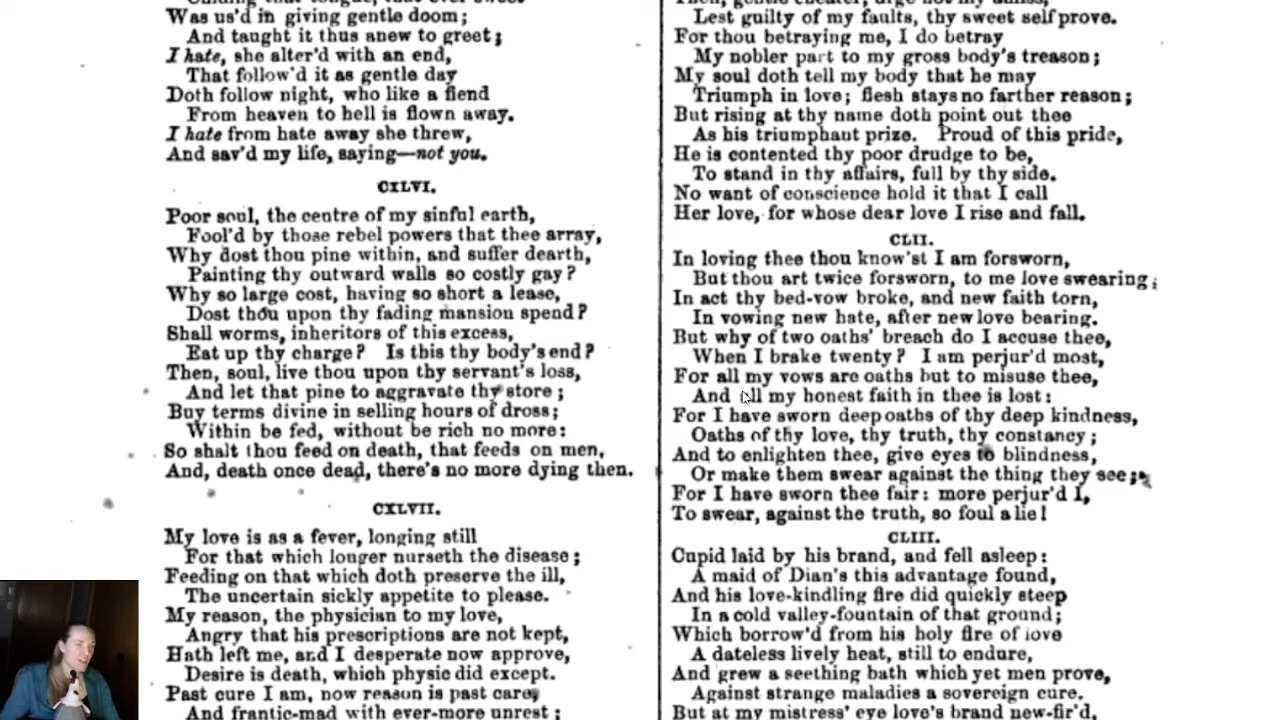 Was us'd in giving gentle doom;
And taught it thus anew to greet;
I hate, she alter'd with an end,
That follow'd it as gentle day
Doth follow night, who like a fiend
From heaven to hell is flown away.
I hate from hate away she threw,
And sav'd my life, saying—not you.
CXLVI.
Poor soul, the centre of my sinful earth,
Fool'd by those rebel powers that thee array,
Why dost thou pine within, and suffer dearth,
Painting thy outward walls so costly gay?
Why so large cost, having so short a lease,
Dost thou upon thy fading mansion spend?
Shall worms, inheritors of this excess,
Eat up thy charge? Is this thy body's end?
Then, soul, live thou upon thy servant's loss,
And let that pine to aggravate thy store;
Buy terms divine in selling hours of dross;
Within be fed, without be rich no more:
So shalt thou feed on death, that feeds on men,
And, death once dead, there's no more dying then.
CXLVII.
My love is as a fever, longing still
For that which longer nurseth the disease;
Feeding on that which doth preserve the ill,
The uncertain sickly appetite to please.
My reason, the physician to my love,
Angry that his prescriptions are not kept,
Hath left me, and I desperate now approve,
Desire is death, which physic did except.
Past cure I am, now reason is past care,
And frantic-mad with ever-more unrest;
Lest guilty of my faults, thy sweet self prove.
For thou betraying me, I do betray
My nobler part to my gross body's treason;
My soul doth tell my body that he may
Triumph in love; flesh stays no farther reason;
But rising at thy name doth point out thee
As his triumphant prize. Proud of this pride,
He is contented thy poor drudge to be,
To stand in thy affairs, full by thy side.
No want of conscience hold it that I call
Her love, for whose dear love I rise and fall.
CLII.
In loving thee thou know'st I am forsworn,
But thou art twice forsworn, to me love swearing;
In act thy bed-vow broke, and new faith torn,
In vowing new hate, after new love bearing.
But why of two oaths' breach do I accuse thee,
When I brake twenty? I am perjur'd most,
For all my vows are oaths but to misuse thee,
And all my honest faith in thee is lost:
For I have sworn deep oaths of thy deep kindness,
Oaths of thy love, thy truth, thy constancy;
And to enlighten thee, give eyes to blindness,
Or make them swear against the thing they see;
For I have sworn thee fair: more perjur'd I,
To swear, against the truth, so foul a lie!
CLIII.
Cupid laid by his brand, and fell asleep:
A maid of Dian's this advantage found,
And his love-kindling fire did quickly steep
In a cold valley-fountain of that ground;
Which borrow'd from his holy fire of love
A dateless lively heat, still to endure,
And grew a seething bath which yet men prove,
Against strange maladies a sovereign cure.
But at my mistress' eye love's brand new-fir'd,